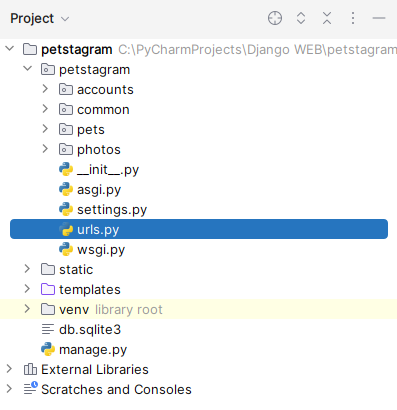 Project
petstagram C:\PyCharmProjects\Django WEB\petstagram
petstagram
accounts
common
pets
photos
__init__.py
asgi.py
settings.py
urls.py
wsgi.py
static
templates
venv library root
db.sqlite3
manage.py
External Libraries
Scratches and Consoles